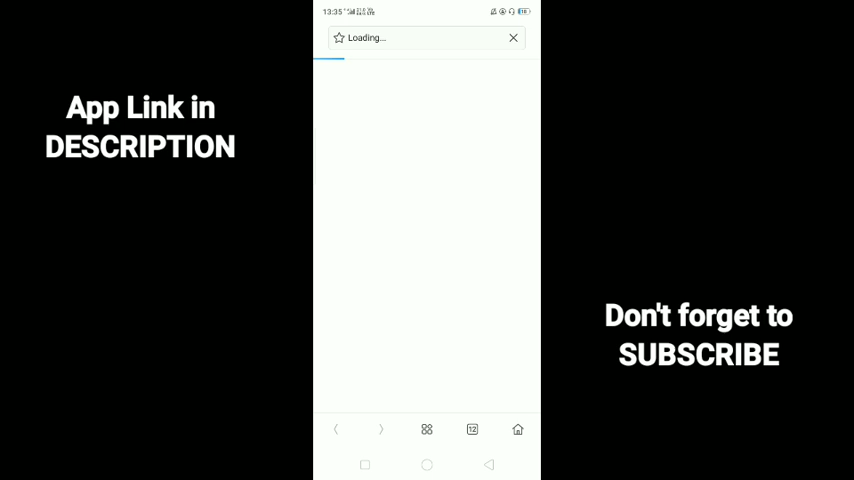 13:35
Loading...
App Link in
DESCRIPTION
Don't forget to
SUBSCRIBE
12